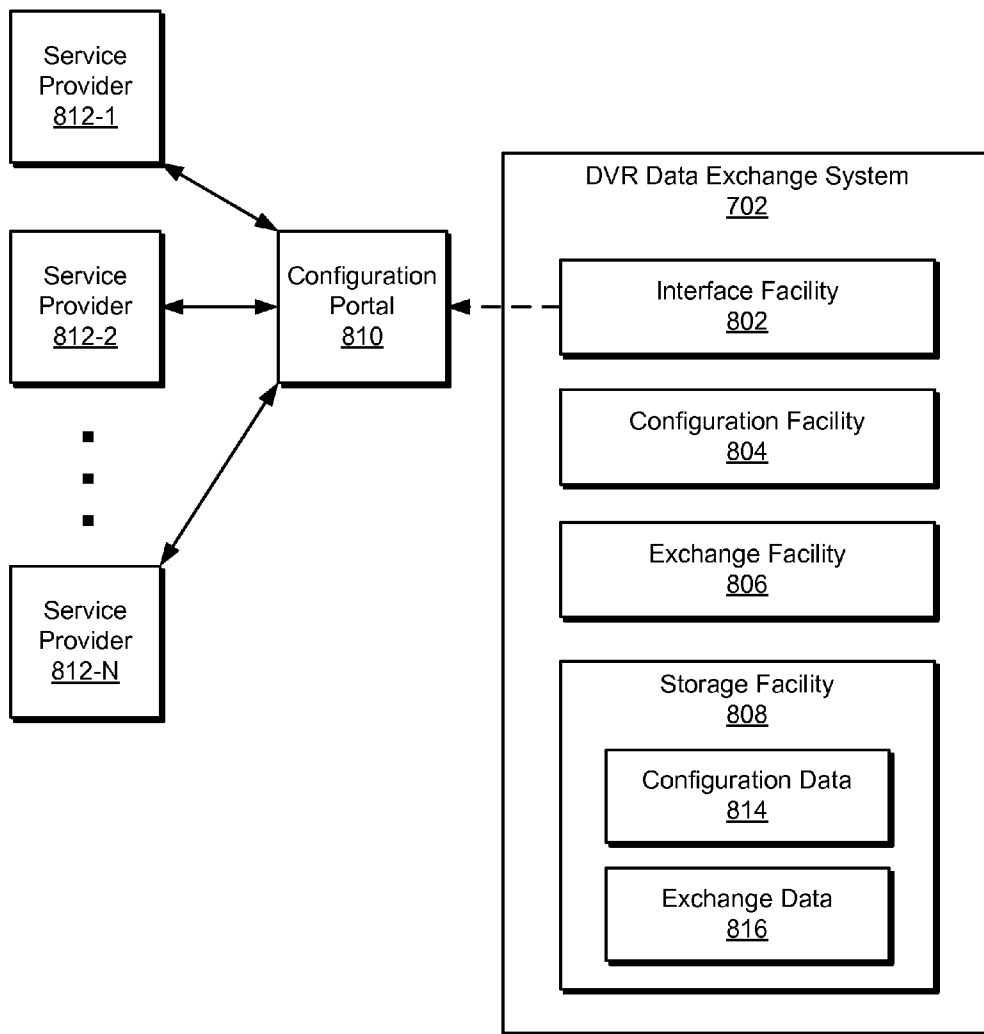 Service
Provider
812-1
Service
Provider
812-2
Service
Provider
812-N
Configuration
Portal
810
DVR Data Exchange System
702
Interface Facility
802
Configuration Facility
804
Exchange Facility
806
Storage Facility
808
Configuration Data
814
Exchange Data
816